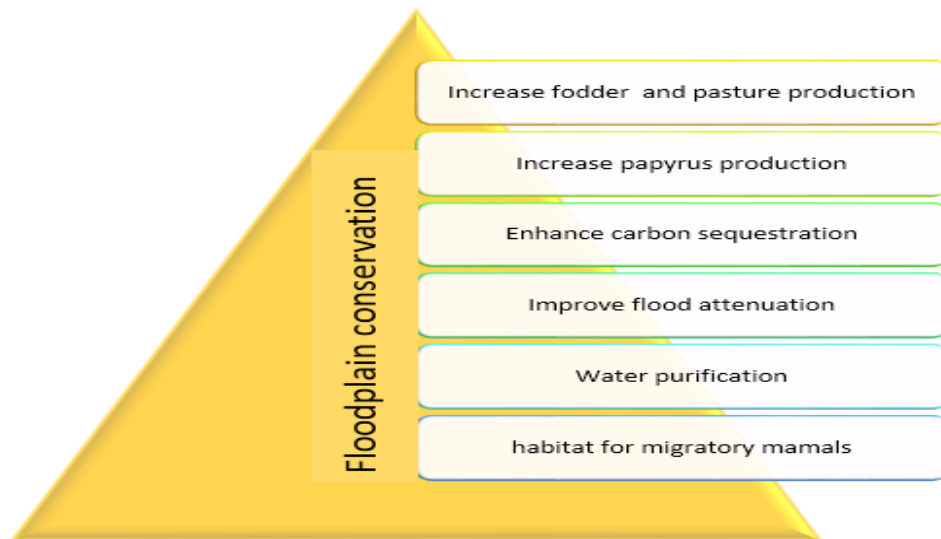 Increase fodder and pasture production
Increase papyrus production
Enhance carbon sequestration
Improve flood attenuation
Water purification
habitat for migratory mamals
Floodplain conservation